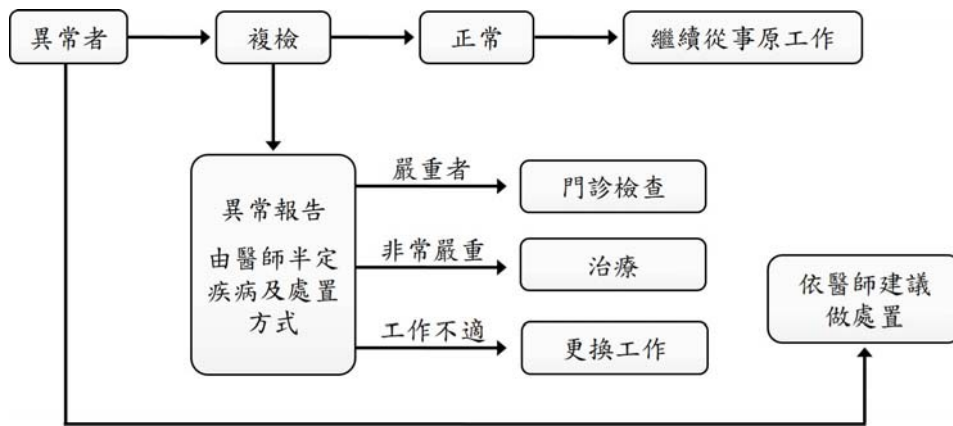 異常者
複檢
正常
繼續從事原工作
異常報告
由醫師半定
疾病及處置
方式
嚴重者
門診檢查
非常嚴重
治療
工作不適
更換工作
依醫師建議
做處置